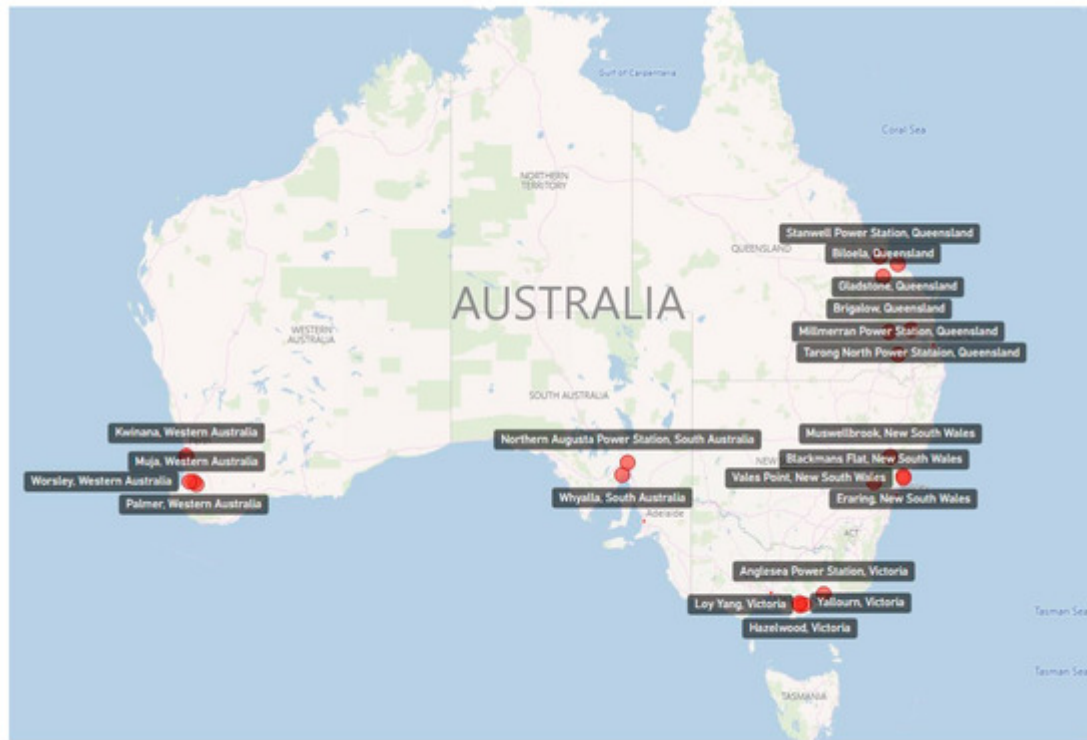 Gulf of Carpentaria
Coral Sea
NORTHERN
TERRITORY
Stanwell Power Station, Queensland
QUEENSLAND
Biloela, Queensland
Gladstone, Queensland
AUSTRALIA
Brigalow, Queensland
WESTERN
AUSTRALIA
Millmerran Power Station, Queensland
Tarong North Power Stataion, Queensland
SOUTH AUSTRALIA
Kwinana, Western Australia
Northern Augusta Power Station, South Australia
Muswellbrook, New South Wales
Muja, Western Australia
NEW
Blackmans Flat, New South Wales
Worsley, Western Australia
Vales Point, New South Wales
Palmer, Western Australia
Whyalla, South Australia
Eraring, New South Wales
Adelaide
ACT
Anglesea Power Station, Victoria
Loy Yang, Victoria
Yallourn, Victoria
Tasman Sea
Hazelwood, Victoria
Tasman Sea
TASMANIA